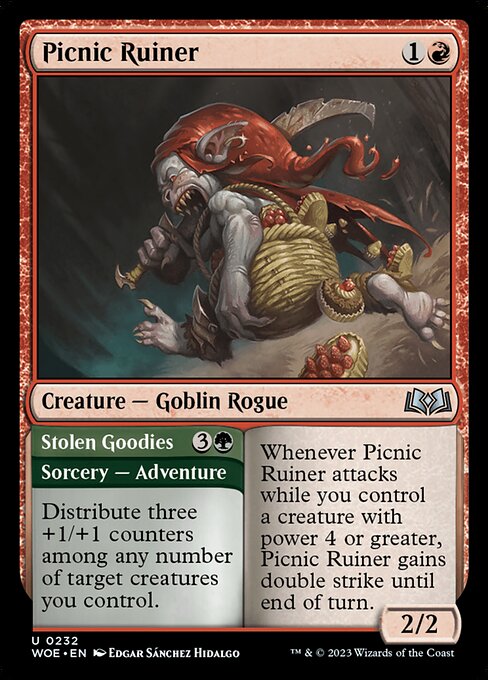 Picnic Ruiner 1
Creature — Goblin Rogue
Stolen Goodies 3
Sorcery — Adventure
Distribute three
+1/+1 counters
among any number
of target creatures
you control.
Whenever Picnic
Ruiner attacks
while you control
a creature with
power 4 or greater,
Picnic Ruiner gains
double strike until
end of turn.
2/2
U 0232
WOE • EN Edgar Sánchez Hidalgo
™ & © 2023 Wizards of the Coast